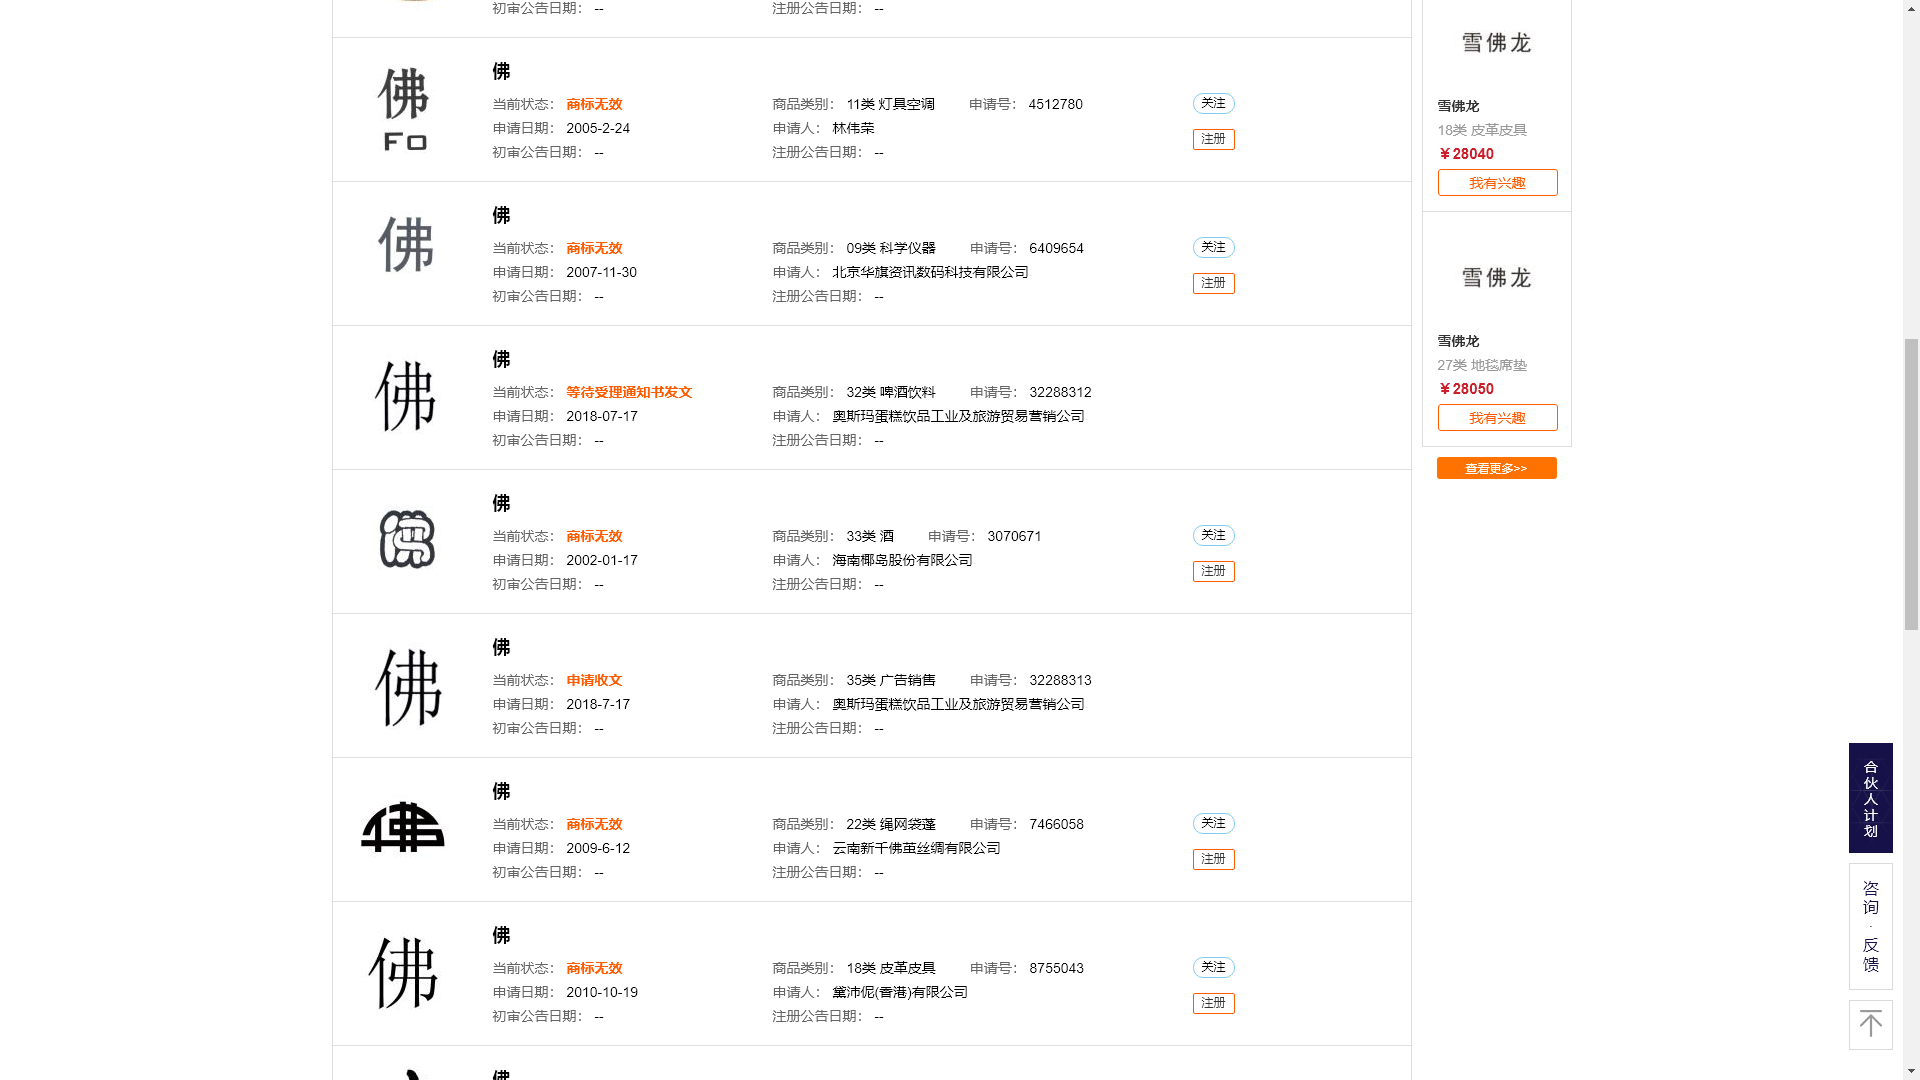 初审公告日期： --
注册公告日期： --
佛
FO
佛
当前状态： 商标无效
商品类别： 11类 灯具空调
申请号： 4512780
申请日期： 2005-2-24
申请人： 林伟荣
初审公告日期： --
注册公告日期： --
关注
注册
佛
佛
当前状态： 商标无效
商品类别： 09类 科学仪器
申请号： 6409654
申请日期： 2007-11-30
申请人： 北京华旗资讯数码科技有限公司
初审公告日期： --
注册公告日期： --
关注
注册
佛
佛
当前状态： 等待受理通知书发文
商品类别： 32类 啤酒饮料
申请号： 32288312
申请日期： 2018-07-17
申请人： 奥斯玛蛋糕饮品工业及旅游贸易营销公司
初审公告日期： --
注册公告日期： --
佛
当前状态： 商标无效
商品类别： 33类 酒
申请号： 3070671
申请日期： 2002-01-17
申请人： 海南椰岛股份有限公司
初审公告日期： --
注册公告日期： --
关注
注册
佛
佛
当前状态： 申请收文
商品类别： 35类 广告销售
申请号： 32288313
申请日期： 2018-7-17
申请人： 奥斯玛蛋糕饮品工业及旅游贸易营销公司
初审公告日期： --
注册公告日期： --
佛
佛
当前状态： 商标无效
商品类别： 22类 绳网袋蓬
申请号： 7466058
申请日期： 2009-6-12
申请人： 云南新千佛茧丝绸有限公司
初审公告日期： --
注册公告日期： --
关注
注册
佛
佛
当前状态： 商标无效
商品类别： 18类 皮革皮具
申请号： 8755043
申请日期： 2010-10-19
申请人： 黛沛伲(香港)有限公司
初审公告日期： --
注册公告日期： --
关注
注册
佛
雪佛龙
雪佛龙
18类 皮革皮具
￥28040
我有兴趣
雪佛龙
雪佛龙
27类 地毯席垫
￥28050
我有兴趣
查看更多>>
合伙人计划
咨询·反馈